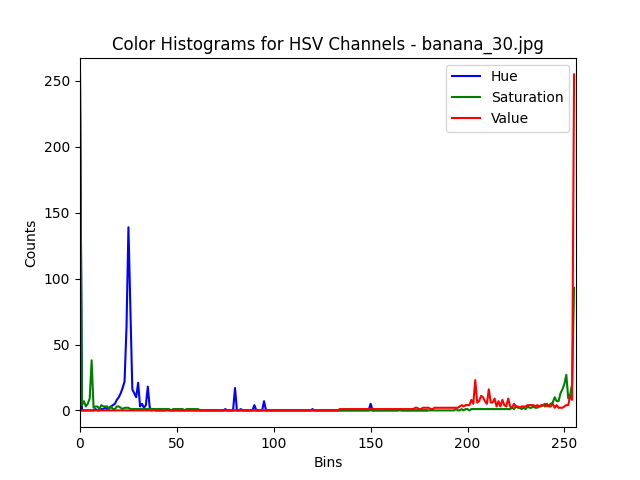 Color Histograms for HSV Channels - banana_30.jpg
Hue
Saturation
Value
Counts
250
200
150
100
50
0
0 50 100 150 200 250
Bins